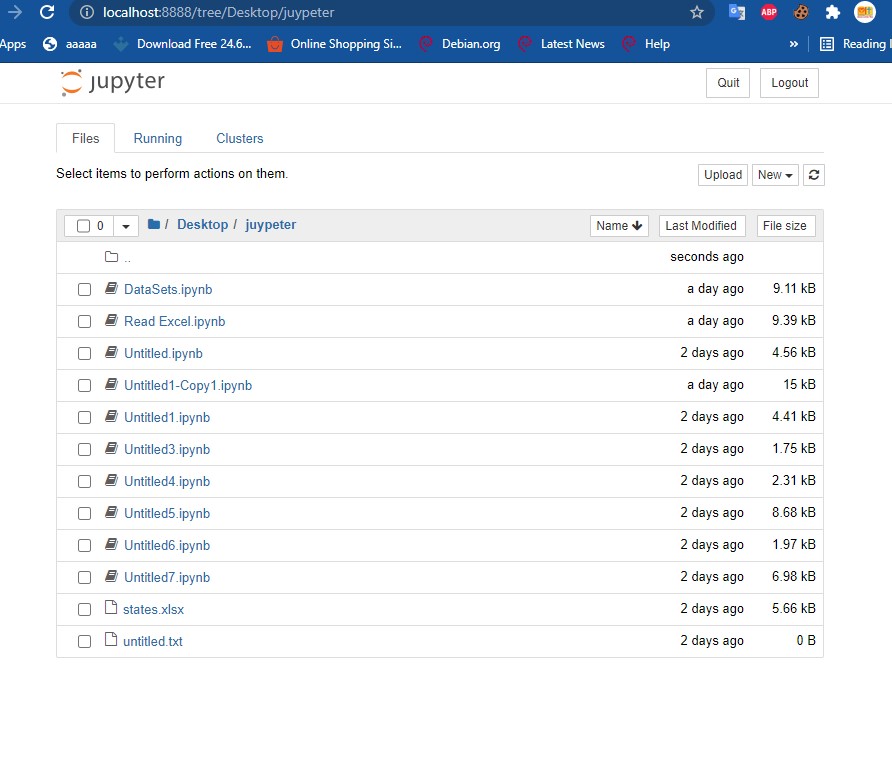 localhost:8888/tree/Desktop/juypeter
ABP
Apps aaaaa Download Free 24.6... Online Shopping Si... Debian.org Latest News Help » Reading
jupyter Quit Logout
Files Running Clusters
Select items to perform actions on them. Upload New
0 / Desktop / juypeter Name Last Modified File size
.. seconds ago
DataSets.ipynb a day ago 9.11 kB
Read Excel.ipynb a day ago 9.39 kB
Untitled.ipynb 2 days ago 4.56 kB
Untitled1-Copy1.ipynb a day ago 15 kB
Untitled1.ipynb 2 days ago 4.41 kB
Untitled3.ipynb 2 days ago 1.75 kB
Untitled4.ipynb 2 days ago 2.31 kB
Untitled5.ipynb 2 days ago 8.68 kB
Untitled6.ipynb 2 days ago 1.97 kB
Untitled7.ipynb 2 days ago 6.98 kB
states.xlsx 2 days ago 5.66 kB
untitled.txt 2 days ago 0 B